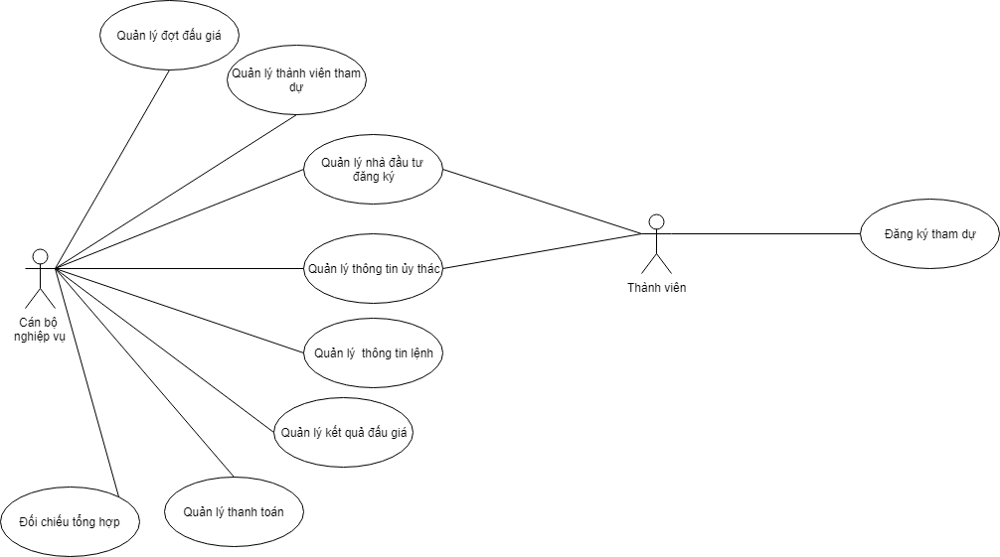 Quản lý đợt đấu giá
Quản lý thành viên tham
dự
Quản lý nhà đầu tư
đăng ký
Đăng ký tham dự
Quản lý thông tin ủy thác
Thành viên
Cán bộ
nghiệp vụ
Quản lý  thông tin lệnh
Quản lý kết quả đấu giá
Quản lý thanh toán
Đối chiếu tổng hợp